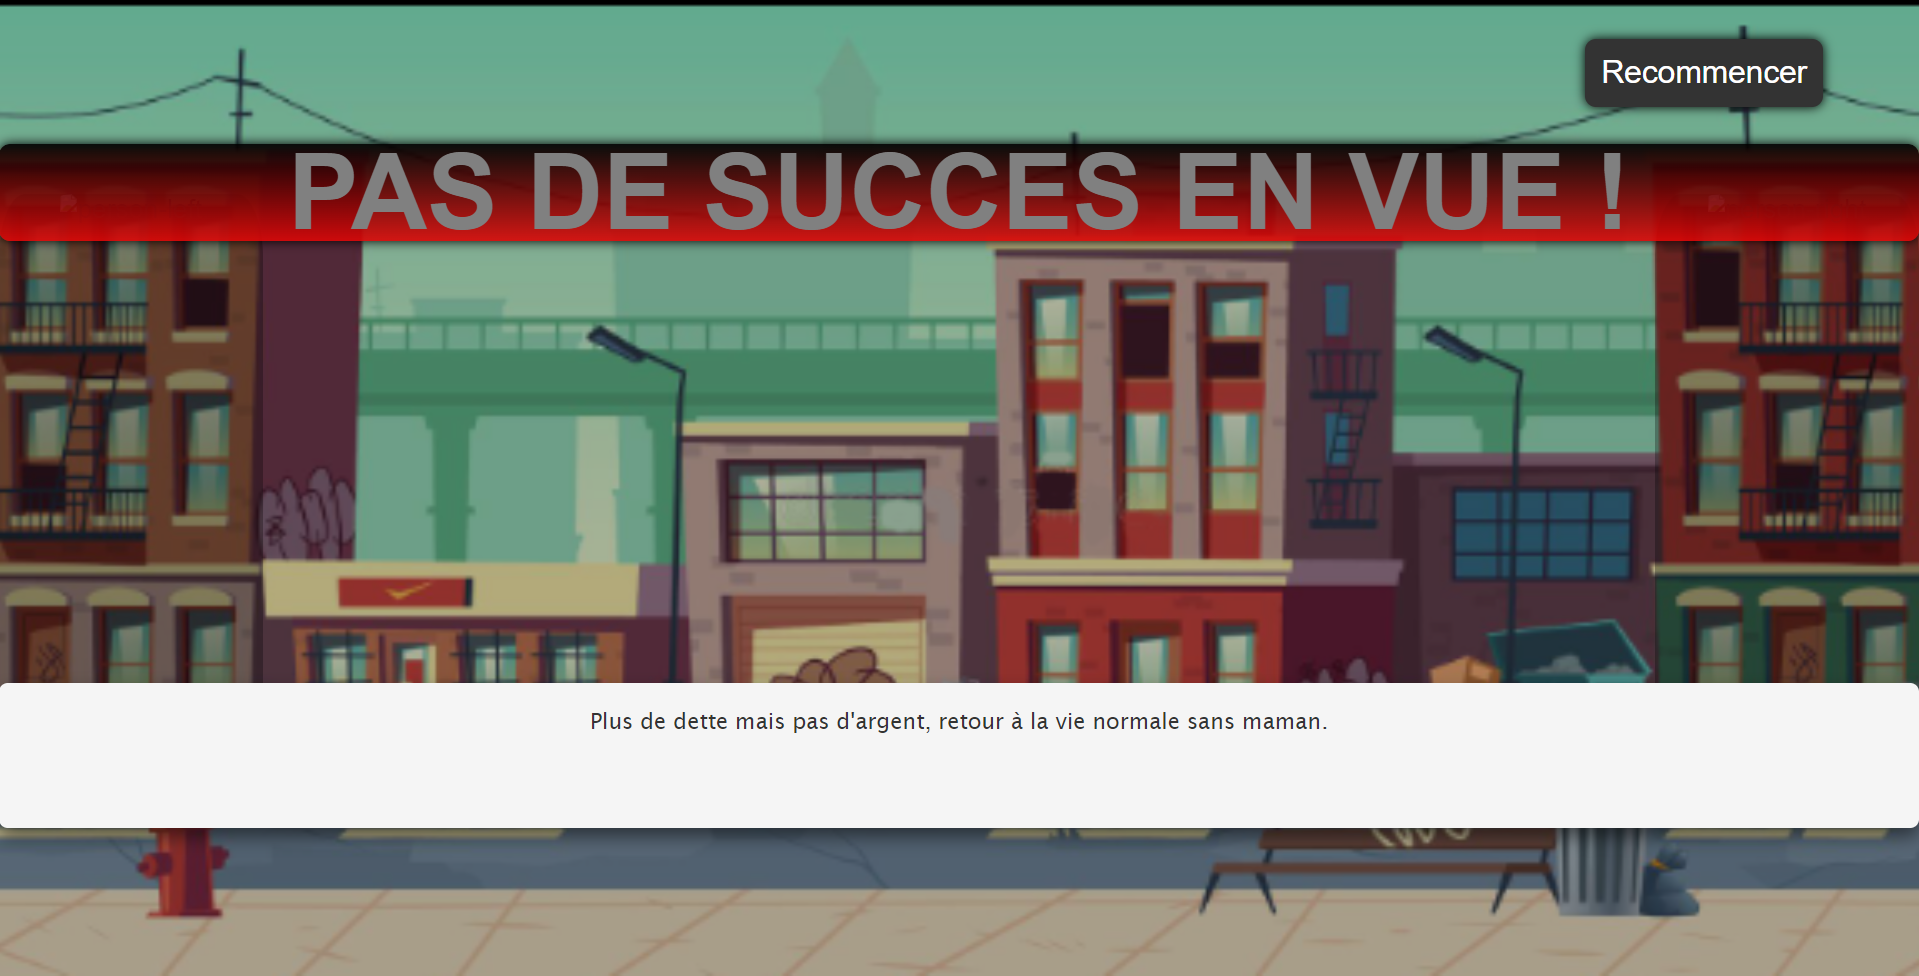 Recommencer
PAS DE SUCCES EN VUE !
Plus de dette mais pas d'argent, retour à la vie normale sans maman.